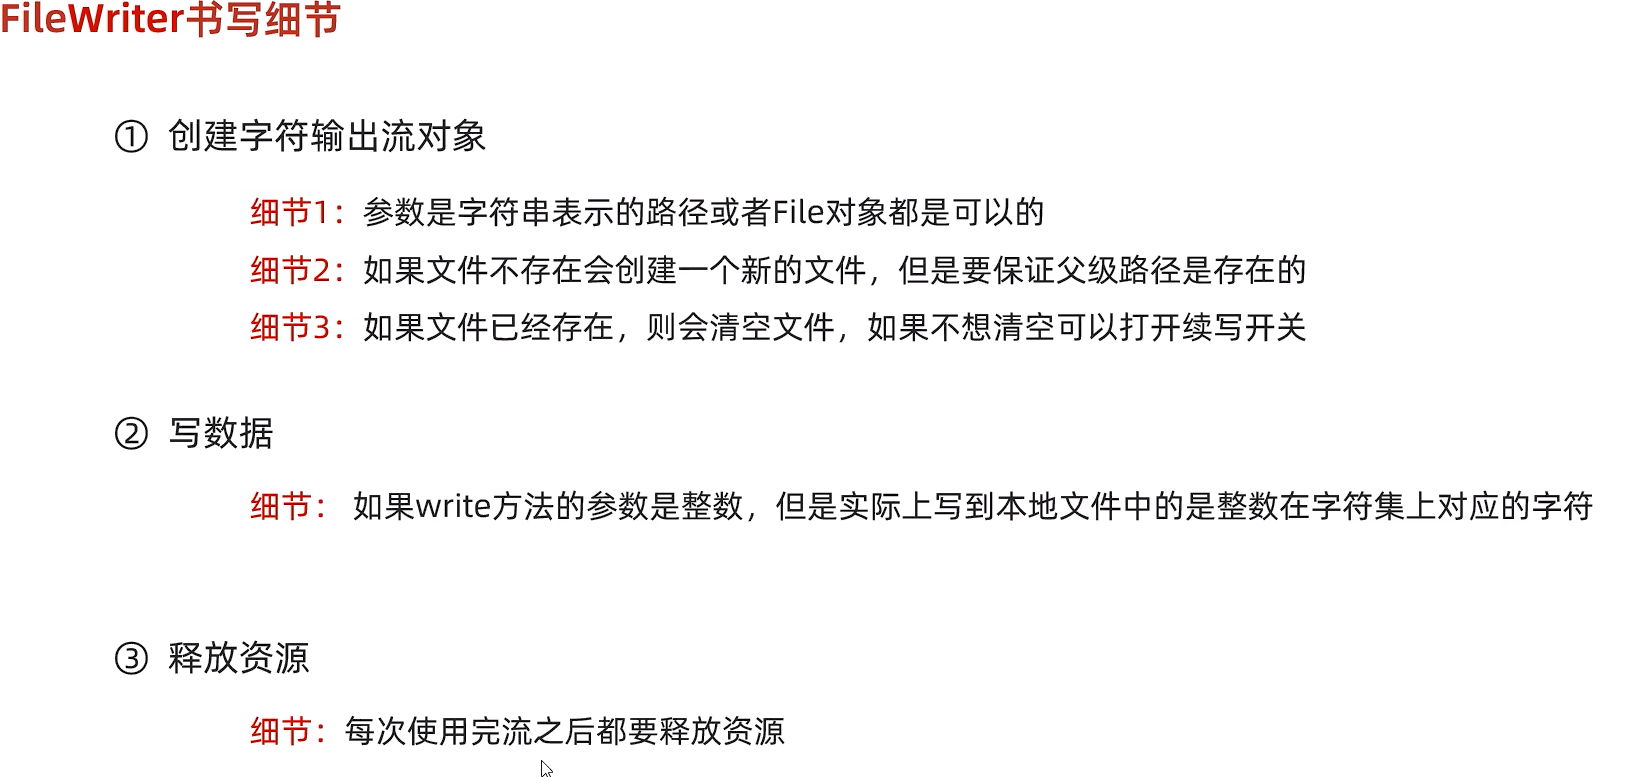 FileWriter书写细节
① 创建字符输出流对象
细节1：参数是字符串表示的路径或者File对象都是可以的
细节2：如果文件不存在会创建一个新的文件，但是要保证父级路径是存在的
细节3：如果文件已经存在，则会清空文件，如果不想清空可以打开续写开关
② 写数据
细节： 如果write方法的参数是整数，但是实际上写到本地文件中的是整数在字符集上对应的字符
③ 释放资源
细节：每次使用完流之后都要释放资源